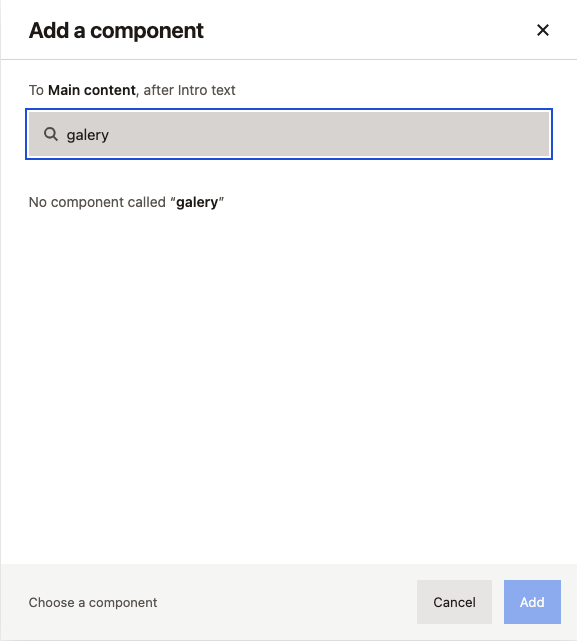 Add a component
To Main content, after Intro text
galery
No component called “galery”
Choose a component
Cancel
Add